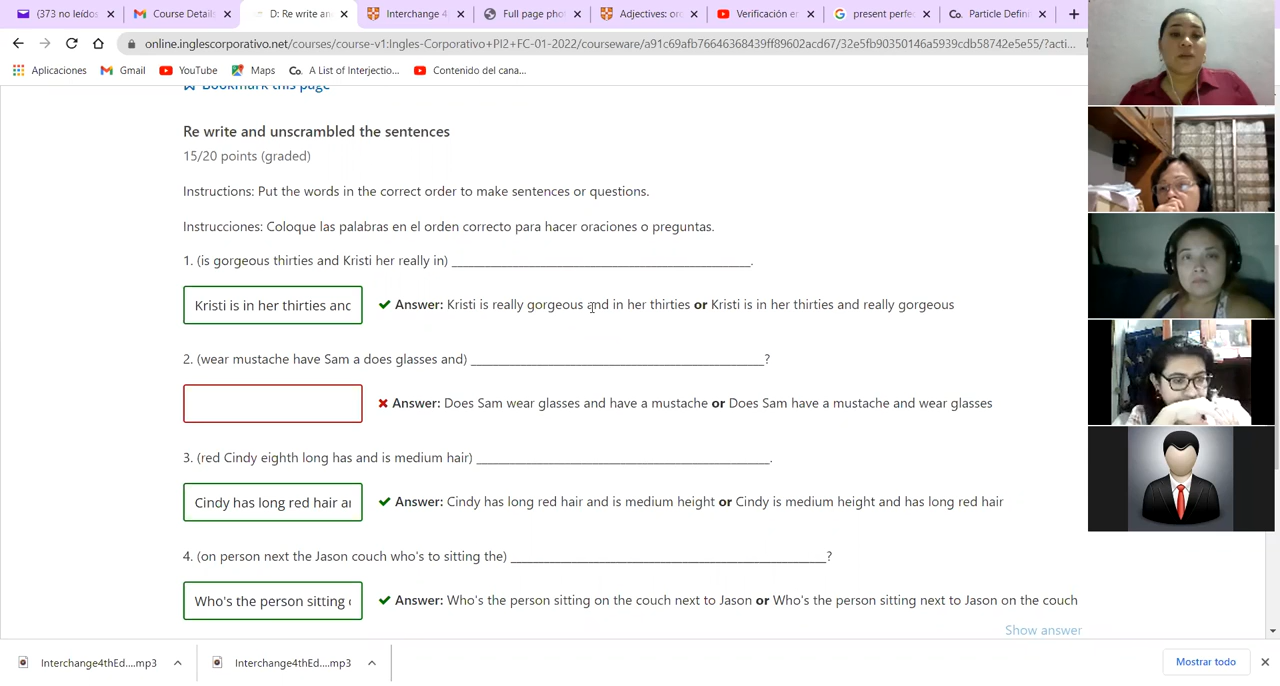 (373 no leídos)
Course Details
D: Re write an
Interchange 4
Full page phot
Adjectives: ord
Verificación en
present perfec
Particle Defini
online.inglescorporativo.net/courses/course-v1:Ingles-Corporativo+PI2+FC-01-2022/courseware/a91c69afb76646368439ff89602acd67/32e5fb90350146a5939cdb58742e5e55/?acti...
Aplicaciones
Gmail
YouTube
Maps
Co. A List of Interjectio...
Contenido del cana...
Bookmark this page
Re write and unscrambled the sentences
15/20 points (graded)
Instructions: Put the words in the correct order to make sentences or questions.
Instrucciones: Coloque las palabras en el orden correcto para hacer oraciones o preguntas.
1. (is gorgeous thirties and Kristi her really in) ________________________________________.
Kristi is in her thirties and
Answer: Kristi is really gorgeous and in her thirties or Kristi is in her thirties and really gorgeous
2. (wear mustache have Sam a does glasses and) ________________________________________?
Answer: Does Sam wear glasses and have a mustache or Does Sam have a mustache and wear glasses
3. (red Cindy eighth long has and is medium hair) ________________________________________.
Cindy has long red hair ar
Answer: Cindy has long red hair and is medium height or Cindy is medium height and has long red hair
4. (on person next the Jason couch who's to sitting the) ________________________________________?
Who's the person sitting o
Answer: Who's the person sitting on the couch next to Jason or Who's the person sitting next to Jason on the couch
Show answer
Interchange4thEd....mp3
Interchange4thEd....mp3
Mostrar todo